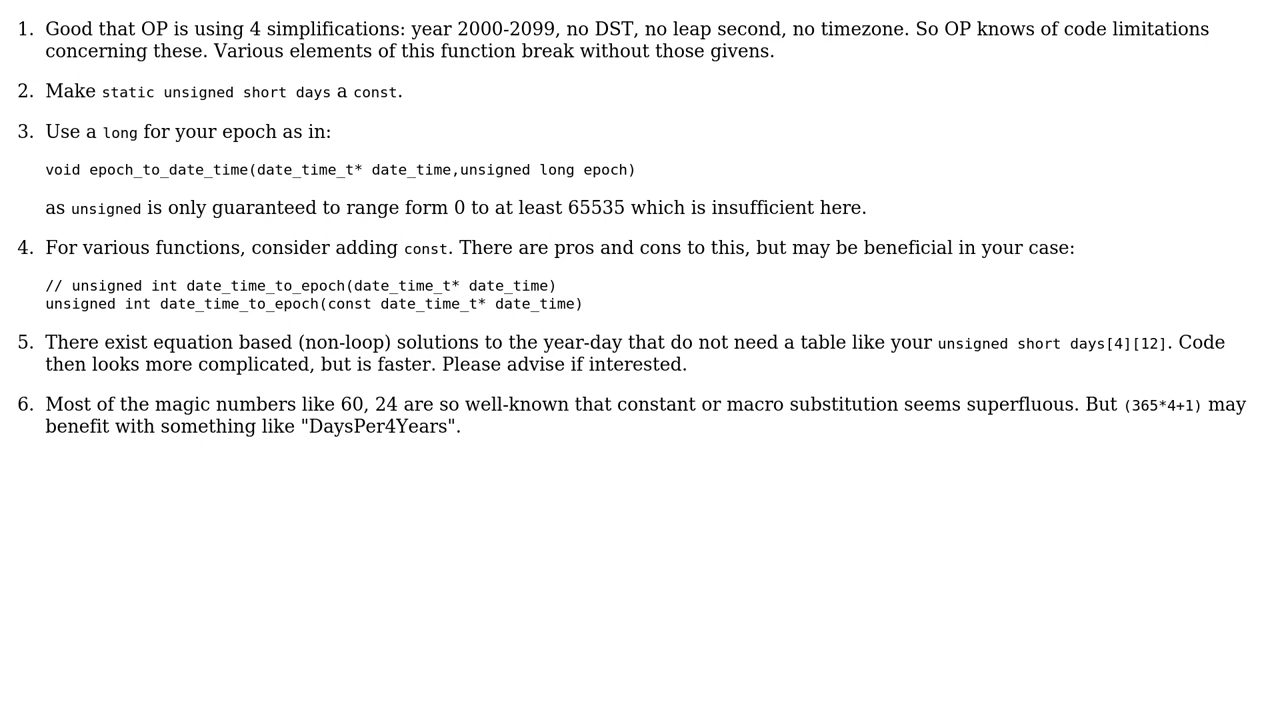 1. Good that OP is using 4 simplifications: year 2000-2099, no DST, no leap second, no timezone. So OP knows of code limitations
concerning these. Various elements of this function break without those givens.
2. Make static unsigned short days a const.
3. Use a long for your epoch as in:
void epoch_to_date_time(date_time_t* date_time,unsigned long epoch)
as unsigned is only guaranteed to range form 0 to at least 65535 which is insufficient here.
4. For various functions, consider adding const. There are pros and cons to this, but may be beneficial in your case:
// unsigned int date_time_to_epoch(date_time_t* date_time)
unsigned int date_time_to_epoch(const date_time_t* date_time)
5. There exist equation based (non-loop) solutions to the year-day that do not need a table like your unsigned short days[4][12]. Code
then looks more complicated, but is faster. Please advise if interested.
6. Most of the magic numbers like 60, 24 are so well-known that constant or macro substitution seems superfluous. But (365*4+1) may
benefit with something like "DaysPer4Years".